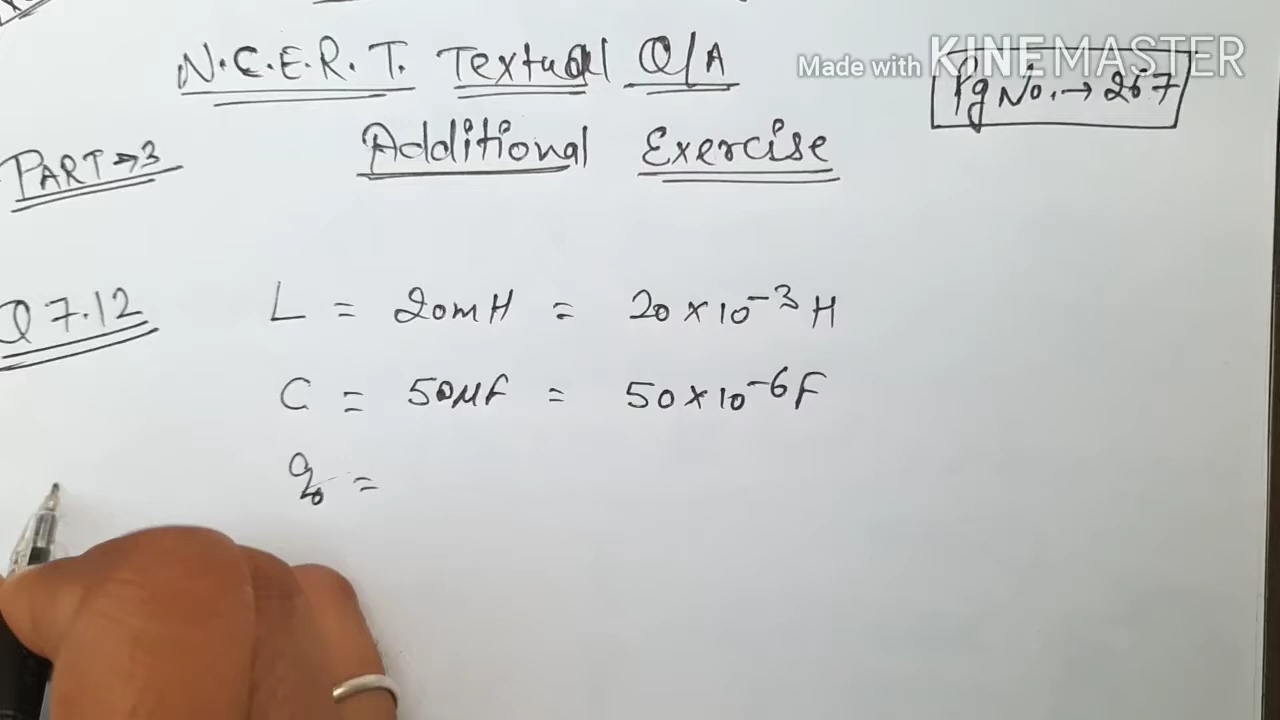 N.C.E.R.T. Textual Q/A
Made with KINEMASTER
Pg No. → 267
PART → 3
Additional Exercise
Q 7.12
L = 20mH = 20 × 10⁻³ H
C = 50μF = 50 × 10⁻⁶ F
q₀ =